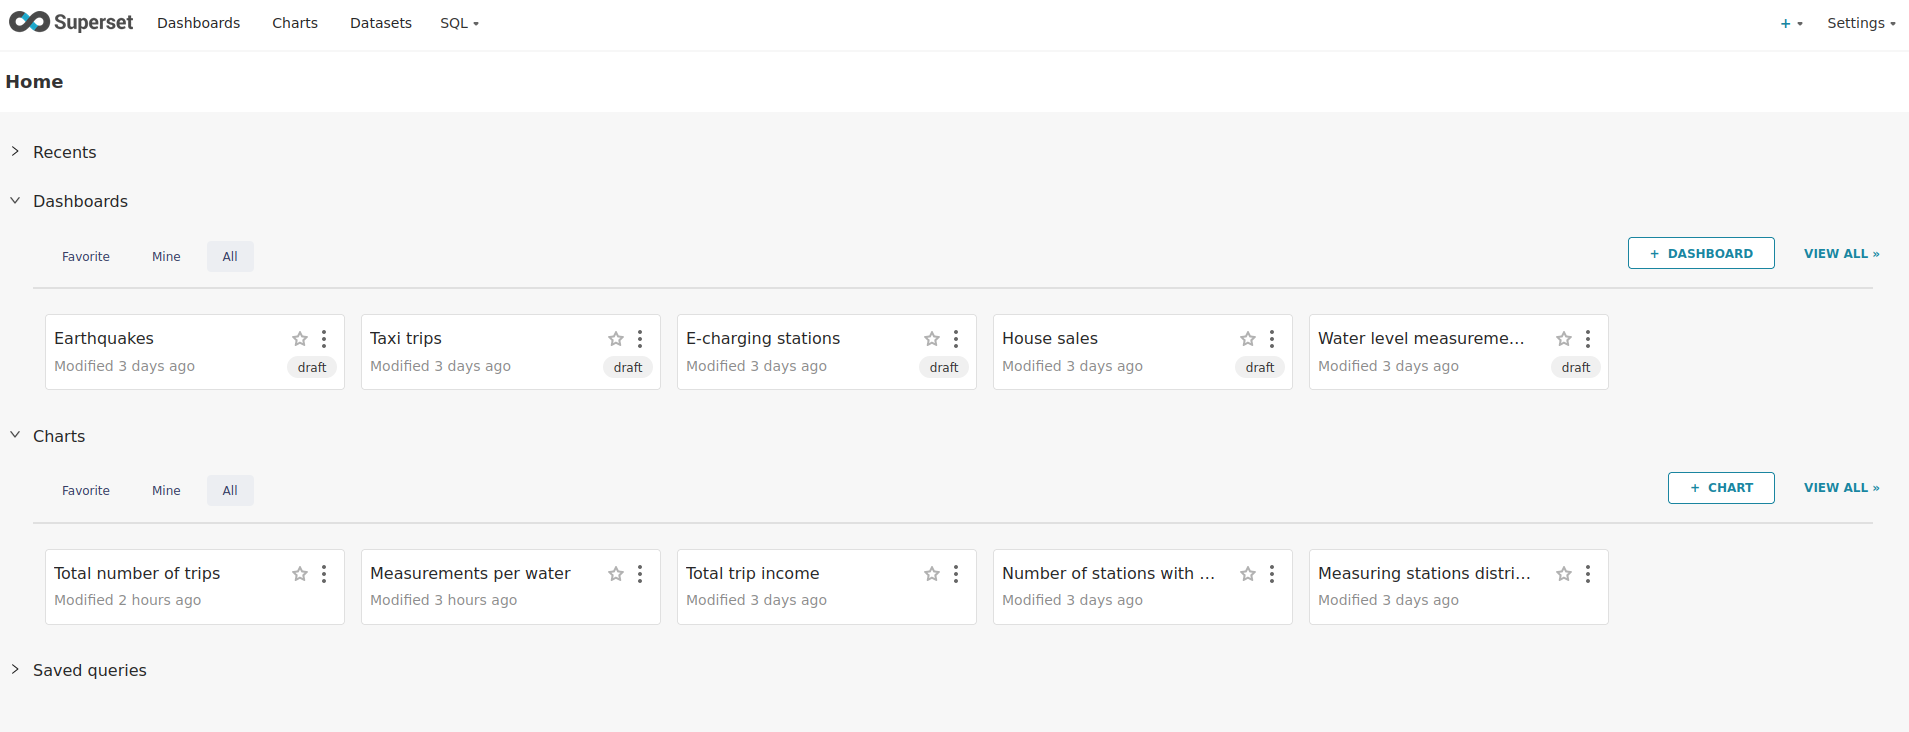 Superset Dashboards Charts Datasets SQL + Settings
Home
Recents
Dashboards
Favorite Mine All + DASHBOARD VIEW ALL »
Earthquakes Taxi trips E-charging stations House sales Water level measureme...
Modified 3 days ago draft Modified 3 days ago draft Modified 3 days ago draft Modified 3 days ago draft Modified 3 days ago draft
Charts
Favorite Mine All + CHART VIEW ALL »
Total number of trips Measurements per water Total trip income Number of stations with ... Measuring stations distri...
Modified 2 hours ago Modified 3 hours ago Modified 3 days ago Modified 3 days ago Modified 3 days ago
Saved queries